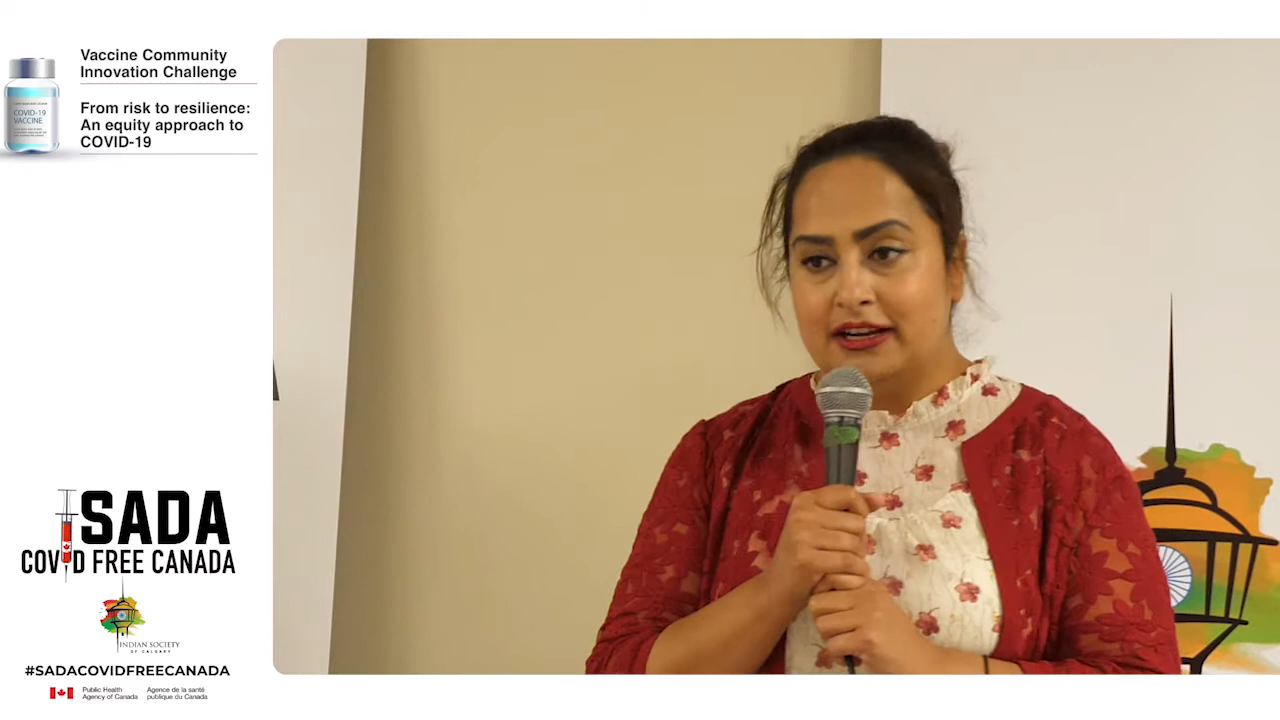 Vaccine Community
Innovation Challenge
From risk to resilience:
An equity approach to
COVID-19
COVID-19
VACCINE
SADA
COVID FREE CANADA
INDIAN SOCIETY
OF CALGARY
#SADACOVIDFREECANADA
Public Health
Agency of Canada
Agence de la santé
publique du Canada